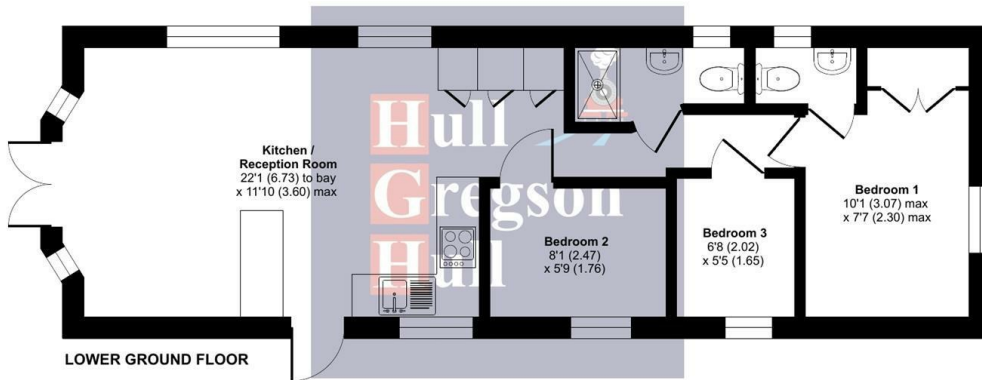 Kitchen /
Reception Room
22'1 (6.73) to bay
x 11'10 (3.60) max
Hull
Gregson
Hull
Bedroom 2
8'1 (2.47)
x 5'9 (1.76)
Bedroom 3
6'8 (2.02)
x 5'5 (1.65)
Bedroom 1
10'1 (3.07) max
x 7'7 (2.30) max
LOWER GROUND FLOOR